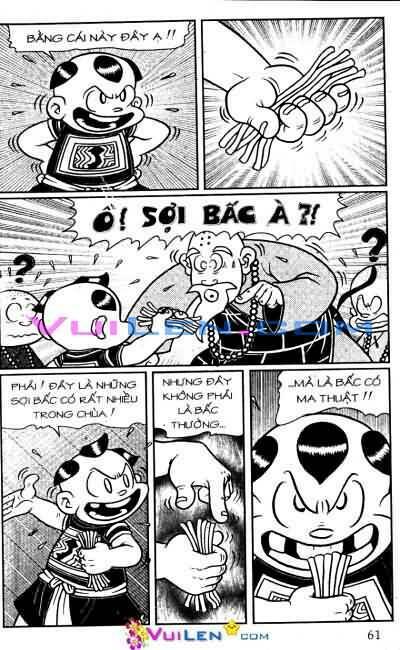 BẰNG CÁI NÀY ĐÂY Ạ !!
Ồ! SỢI BẤC À ?!
?
?
VUILEN.COM
PHẢI ! ĐÂY LÀ NHỮNG
SỢI BẤC CÓ RẤT NHIỀU
TRONG CHÙA !
NHƯNG ĐÂY
KHÔNG PHẢI
LÀ BẤC
THƯỜNG...
...MÀ LÀ BẤC CÓ
MA THUẬT !!
61
VUILEN.COM